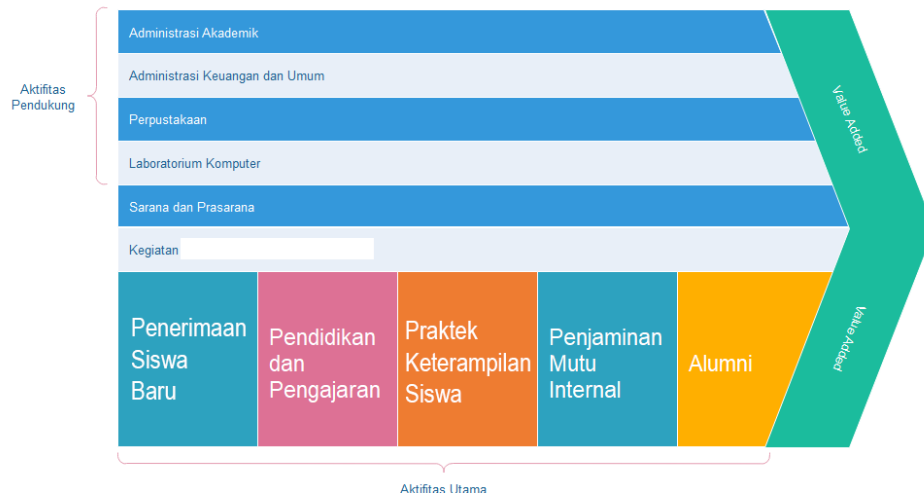 Administrasi Akademik
Administrasi Keuangan dan Umum
Aktifitas
Pendukung
Perpustakaan
Laboratorium Komputer
Sarana dan Prasarana
Kegiatan
Value Added
Value Added
Penerimaan
Siswa
Baru
Pendidikan
dan
Pengajaran
Praktek
Keterampilan
Siswa
Penjaminan
Mutu
Internal
Alumni
Aktifitas Utama